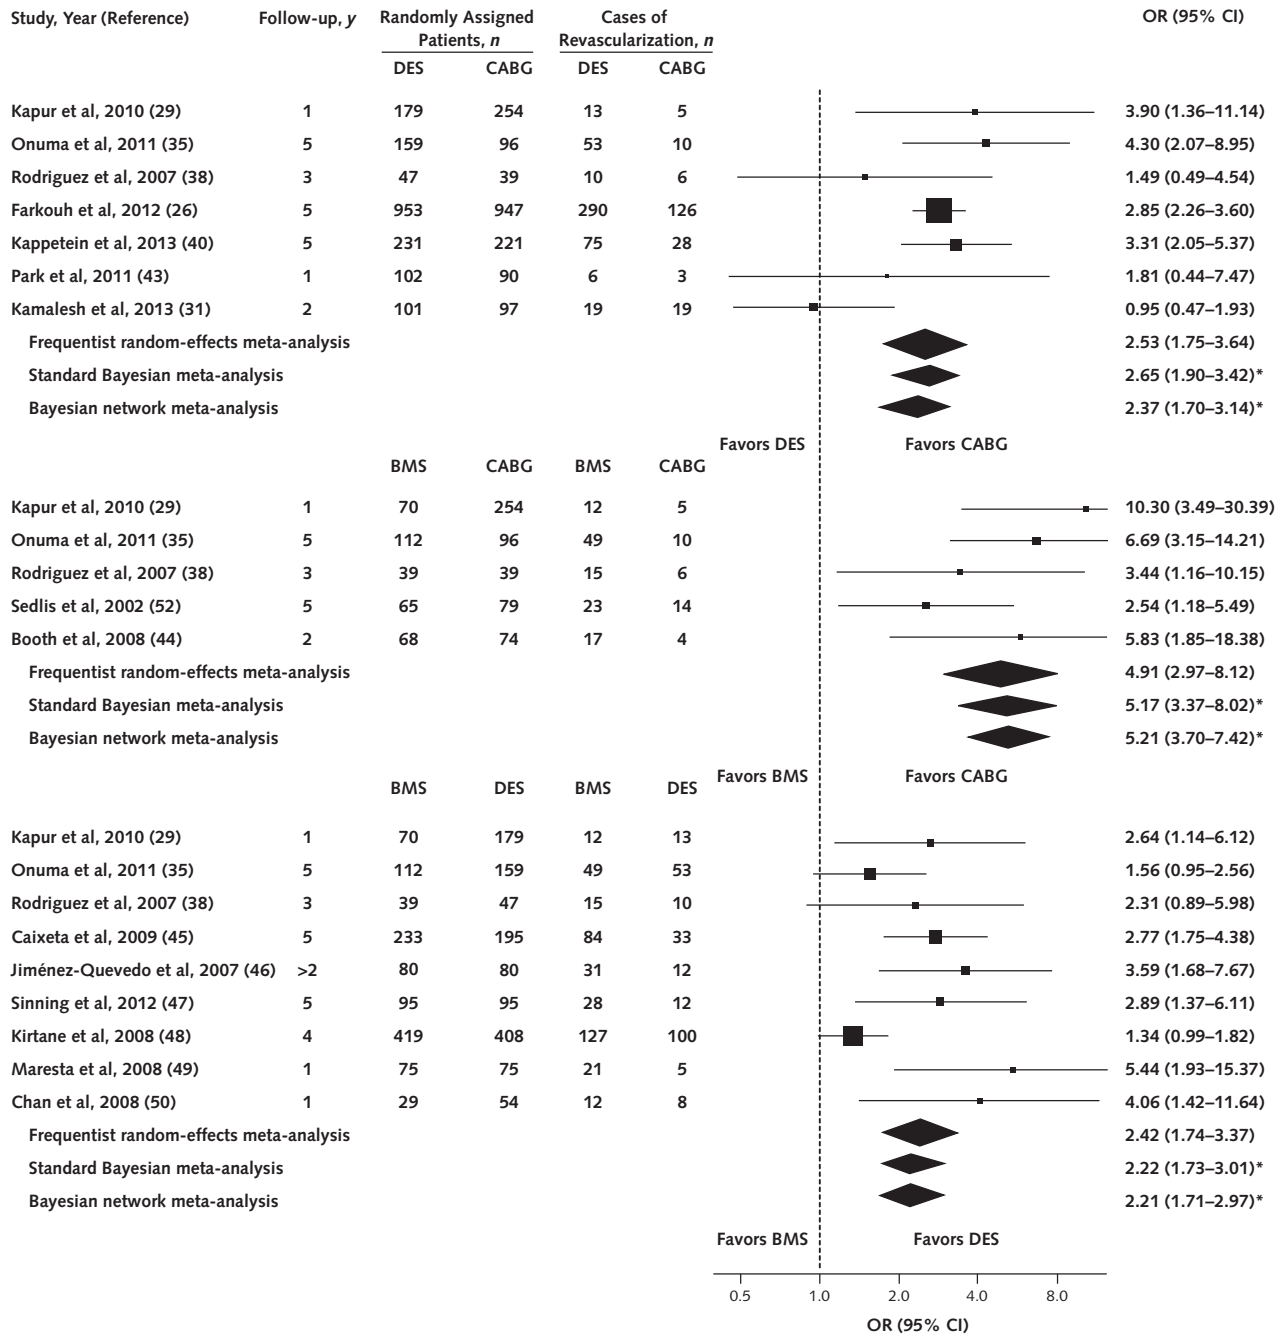 Study, Year (Reference) Follow-up, y Randomly Assigned Patients, n Cases of Revascularization, n OR (95% CI)
DES CABG DES CABG
Kapur et al, 2010 (29) 1 179 254 13 5 3.90 (1.36–11.14)
Onuma et al, 2011 (35) 5 159 96 53 10 4.30 (2.07–8.95)
Rodriguez et al, 2007 (38) 3 47 39 10 6 1.49 (0.49–4.54)
Farkouh et al, 2012 (26) 5 953 947 290 126 2.85 (2.26–3.60)
Kappetein et al, 2013 (40) 5 231 221 75 28 3.31 (2.05–5.37)
Park et al, 2011 (43) 1 102 90 6 3 1.81 (0.44–7.47)
Kamalesh et al, 2013 (31) 2 101 97 19 19 0.95 (0.47–1.93)
Frequentist random-effects meta-analysis 2.53 (1.75–3.64)
Standard Bayesian meta-analysis 2.65 (1.90–3.42)*
Bayesian network meta-analysis 2.37 (1.70–3.14)*
Favors DES Favors CABG
BMS CABG BMS CABG
Kapur et al, 2010 (29) 1 70 254 12 5 10.30 (3.49–30.39)
Onuma et al, 2011 (35) 5 112 96 49 10 6.69 (3.15–14.21)
Rodriguez et al, 2007 (38) 3 39 39 15 6 3.44 (1.16–10.15)
Sedlis et al, 2002 (52) 5 65 79 23 14 2.54 (1.18–5.49)
Booth et al, 2008 (44) 2 68 74 17 4 5.83 (1.85–18.38)
Frequentist random-effects meta-analysis 4.91 (2.97–8.12)
Standard Bayesian meta-analysis 5.17 (3.37–8.02)*
Bayesian network meta-analysis 5.21 (3.70–7.42)*
Favors BMS Favors CABG
BMS DES BMS DES
Kapur et al, 2010 (29) 1 70 179 12 13 2.64 (1.14–6.12)
Onuma et al, 2011 (35) 5 112 159 49 53 1.56 (0.95–2.56)
Rodriguez et al, 2007 (38) 3 39 47 15 10 2.31 (0.89–5.98)
Caixeta et al, 2009 (45) 5 233 195 84 33 2.77 (1.75–4.38)
Jiménez-Quevedo et al, 2007 (46) >2 80 80 31 12 3.59 (1.68–7.67)
Sinning et al, 2012 (47) 5 95 95 28 12 2.89 (1.37–6.11)
Kirtane et al, 2008 (48) 4 419 408 127 100 1.34 (0.99–1.82)
Maresta et al, 2008 (49) 1 75 75 21 5 5.44 (1.93–15.37)
Chan et al, 2008 (50) 1 29 54 12 8 4.06 (1.42–11.64)
Frequentist random-effects meta-analysis 2.42 (1.74–3.37)
Standard Bayesian meta-analysis 2.22 (1.73–3.01)*
Bayesian network meta-analysis 2.21 (1.71–2.97)*
Favors BMS Favors DES
0.5 1.0 2.0 4.0 8.0
OR (95% CI)